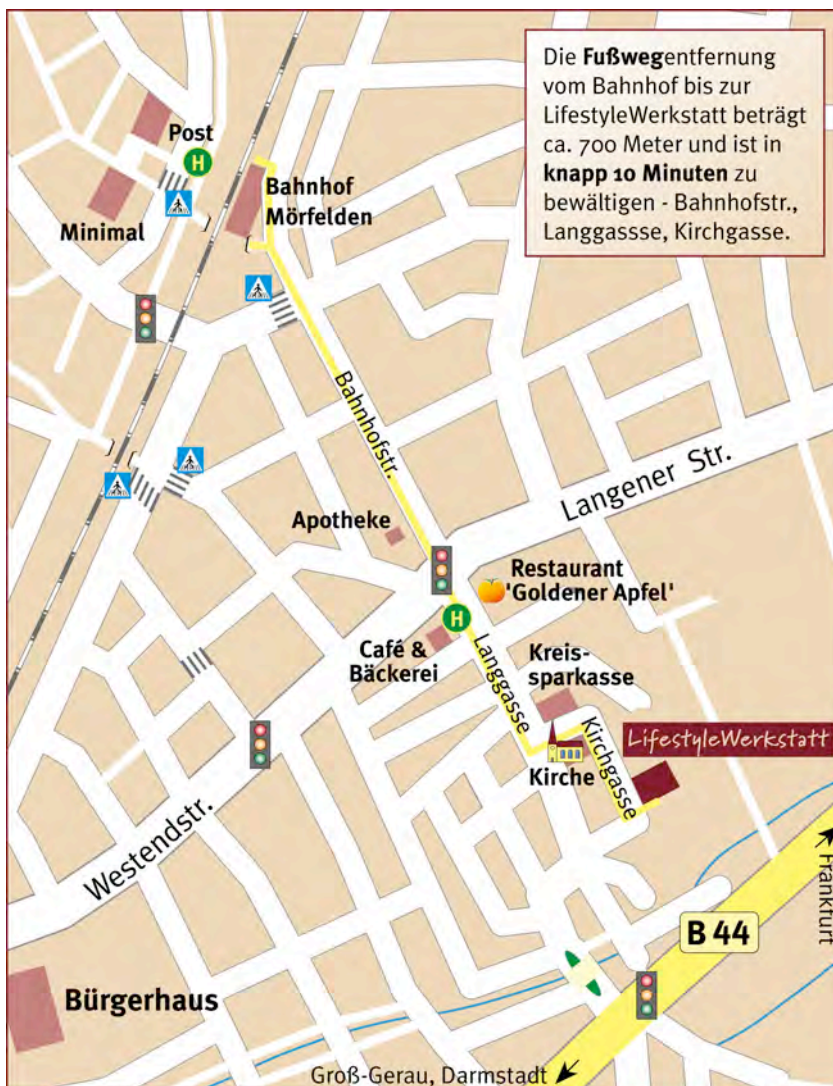 Die Fußwegentfernung
vom Bahnhof bis zur
LifestyleWerkstatt beträgt
ca. 700 Meter und ist in
knapp 10 Minuten zu
bewältigen - Bahnhofstr.,
Langgassse, Kirchgasse.
Post
H
Bahnhof
Mörfelden
Minimal
Bahnhofstr.
Langener Str.
Apotheke
Restaurant
'Goldener Apfel'
H
Café &
Bäckerei
Langgasse
Kreis-
sparkasse
Kirchgasse
LifestyleWerkstatt
Kirche
Westendstr.
Frankfurt
B 44
Bürgerhaus
Groß-Gerau, Darmstadt